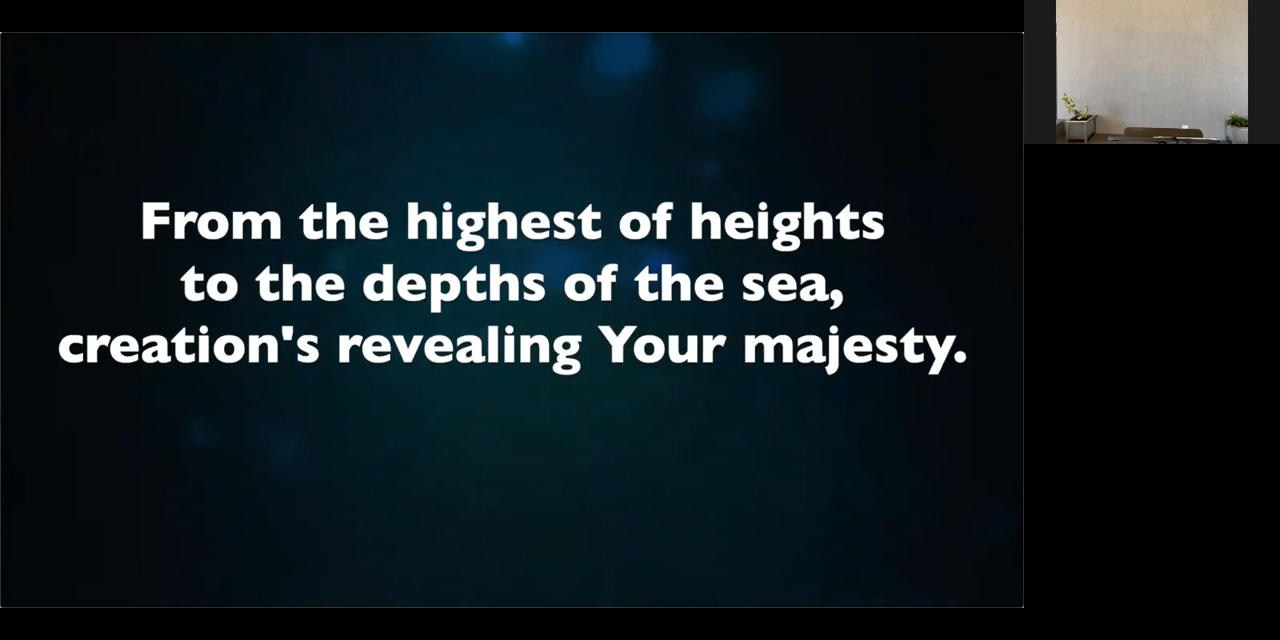 From the highest of heights
to the depths of the sea,
creation's revealing Your majesty.